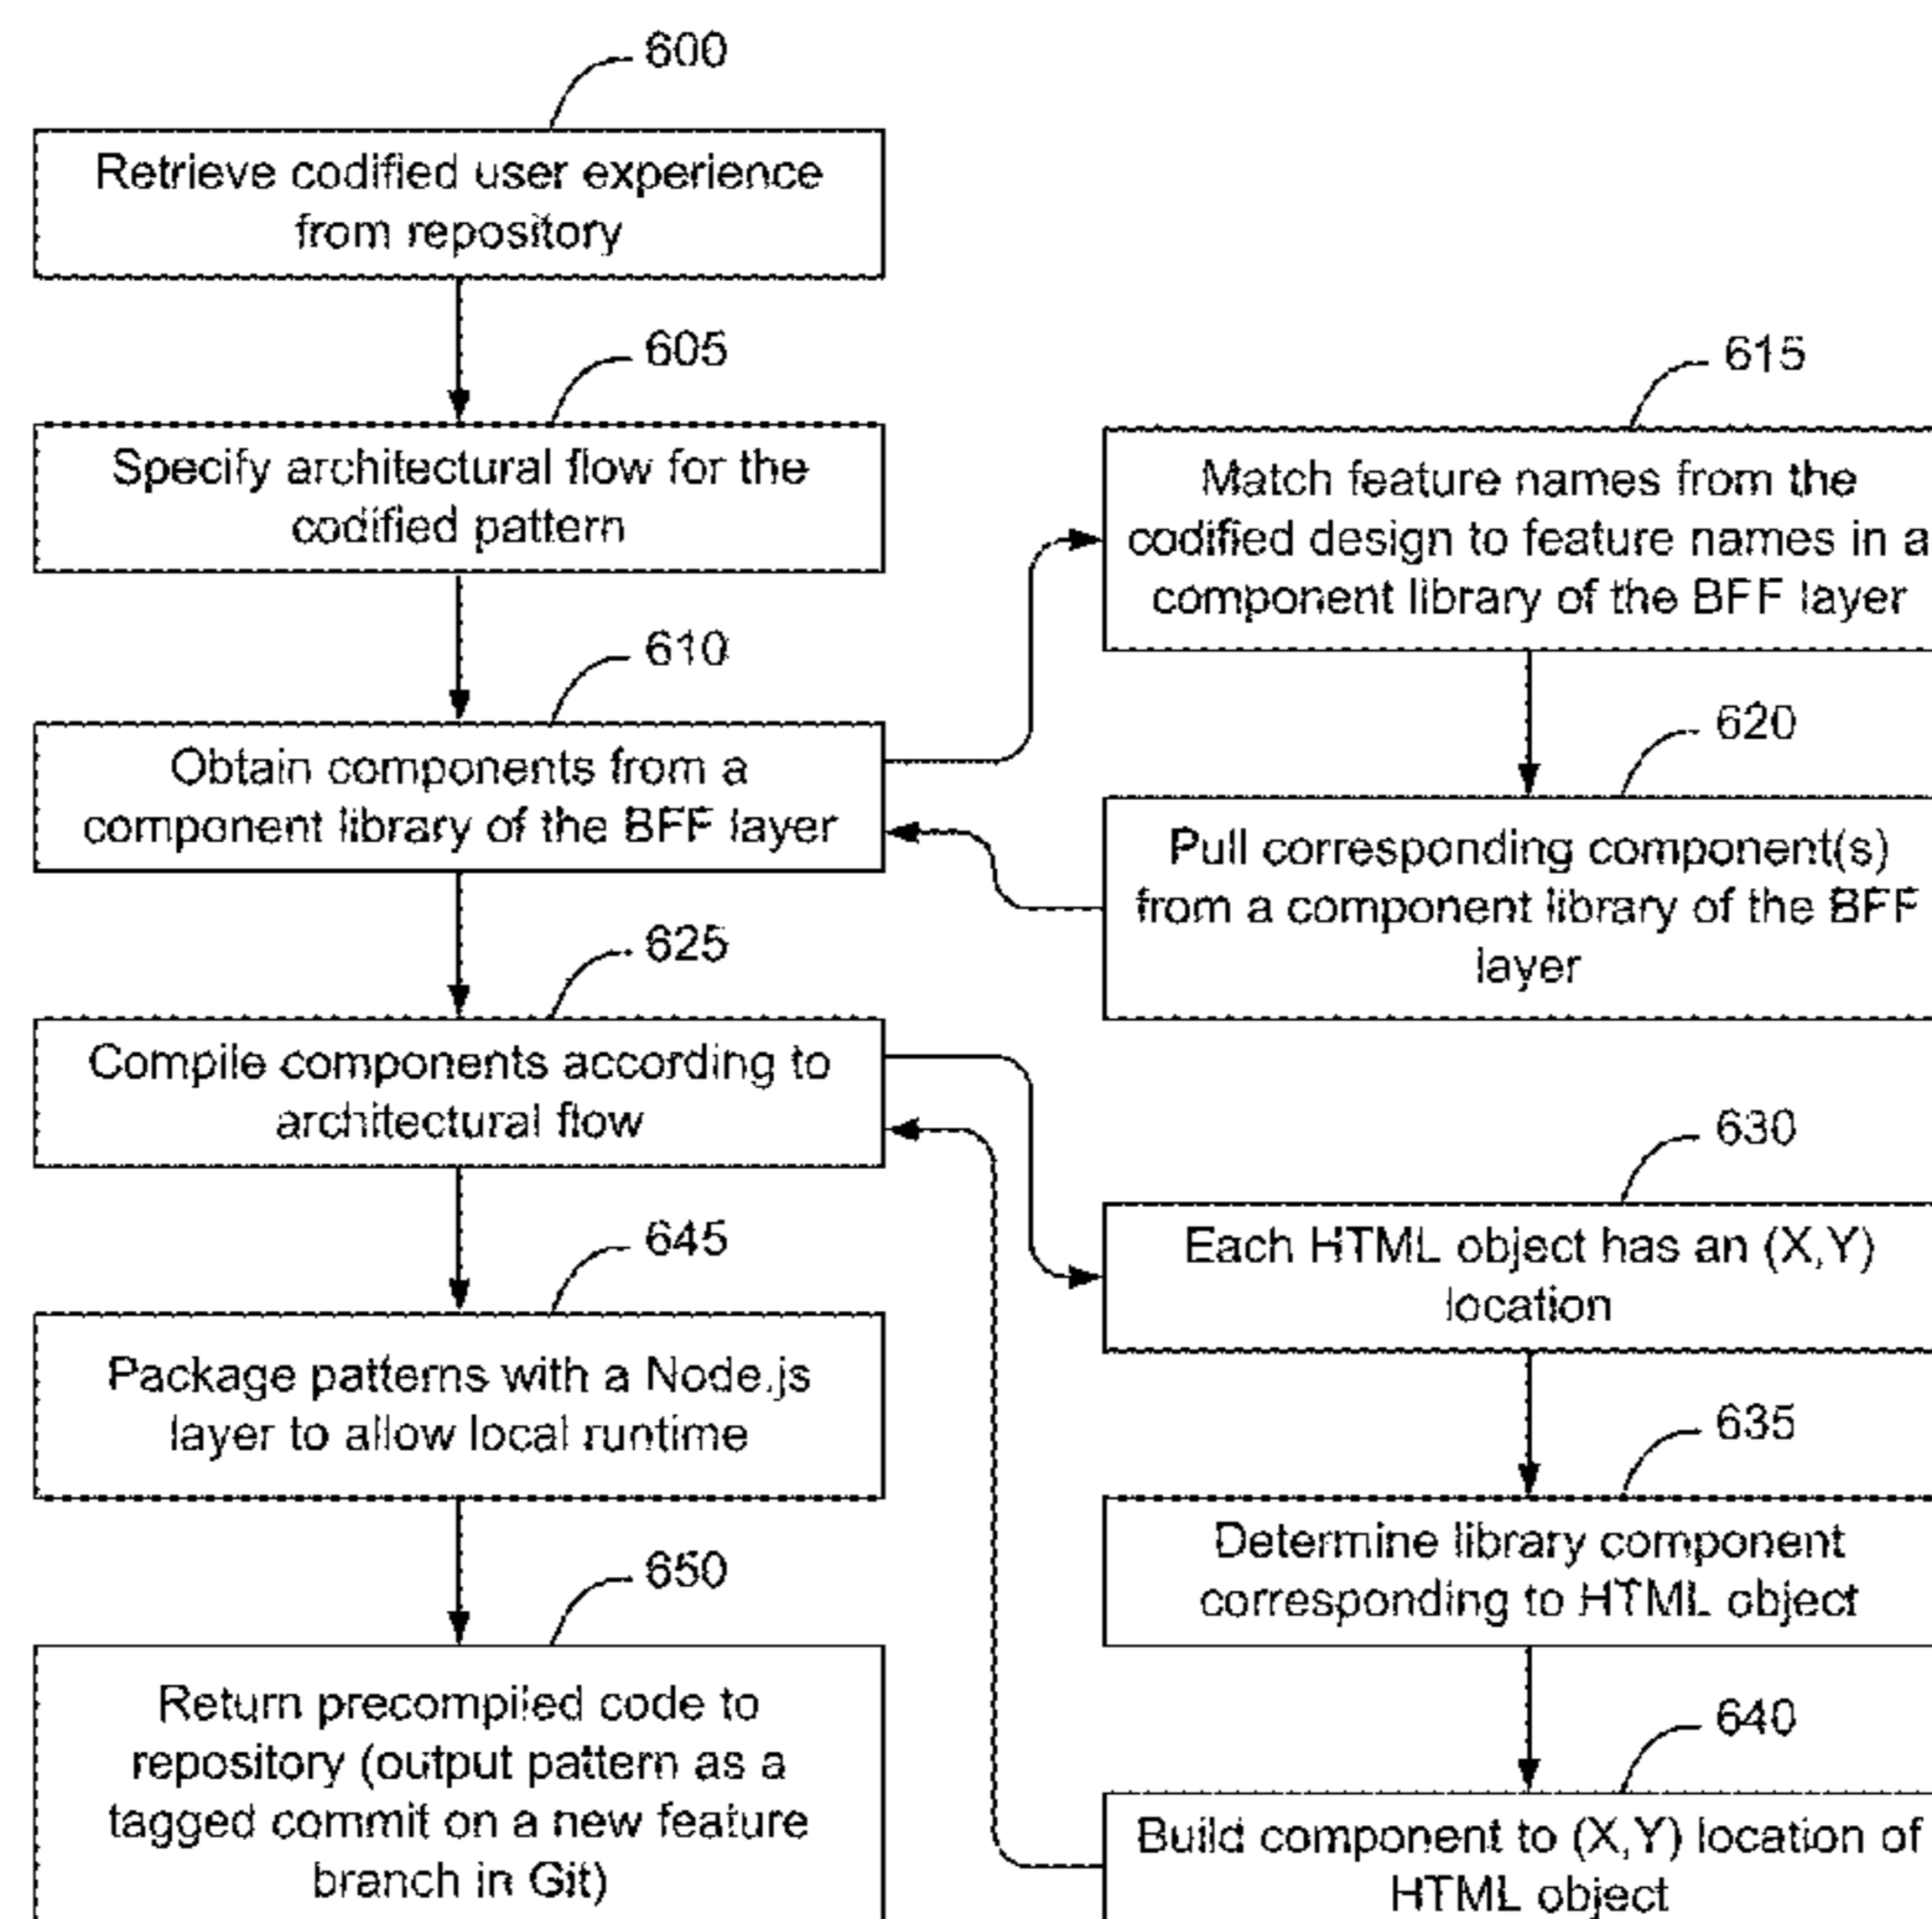 600
Retrieve codified user experience
from repository
605
Specify architectural flow for the
codified pattern
610
Obtain components from a
component library of the BFF layer
615
Match feature names from the
codified design to feature names in a
component library of the BFF layer
620
Pull corresponding component(s)
from a component library of the BFF
layer
625
Compile components according to
architectural flow
630
Each HTML object has an (X,Y)
location
635
Determine library component
corresponding to HTML object
640
Build component to (X,Y) location of
HTML object
645
Package patterns with a Node.js
layer to allow local runtime
650
Return precompiled code to
repository (output pattern as a
tagged commit on a new feature
branch in Git)